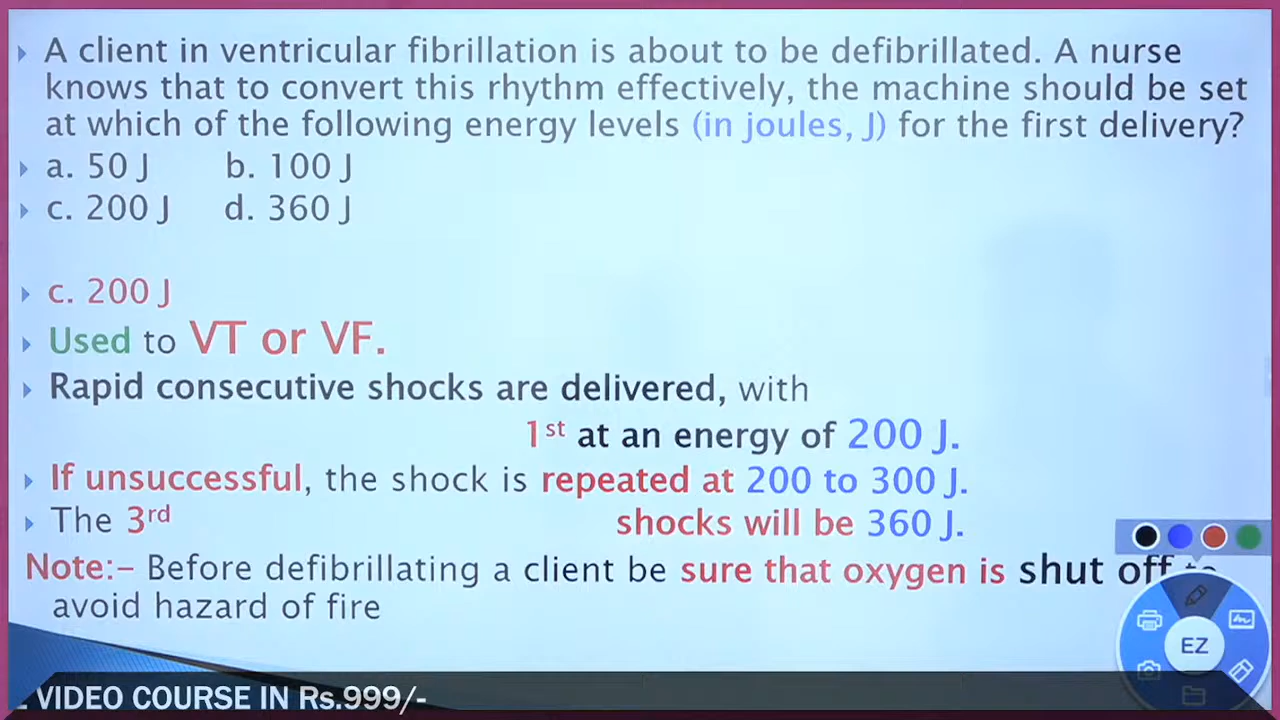 A client in ventricular fibrillation is about to be defibrillated. A nurse
knows that to convert this rhythm effectively, the machine should be set
at which of the following energy levels (in joules, J) for the first delivery?
a. 50 J b. 100 J
c. 200 J d. 360 J
c. 200 J
Used to VT or VF.
Rapid consecutive shocks are delivered, with
1st at an energy of 200 J.
If unsuccessful, the shock is repeated at 200 to 300 J.
The 3rd shocks will be 360 J.
Note:- Before defibrillating a client be sure that oxygen is shut off to
avoid hazard of fire
EZ
VIDEO COURSE IN Rs.999/-